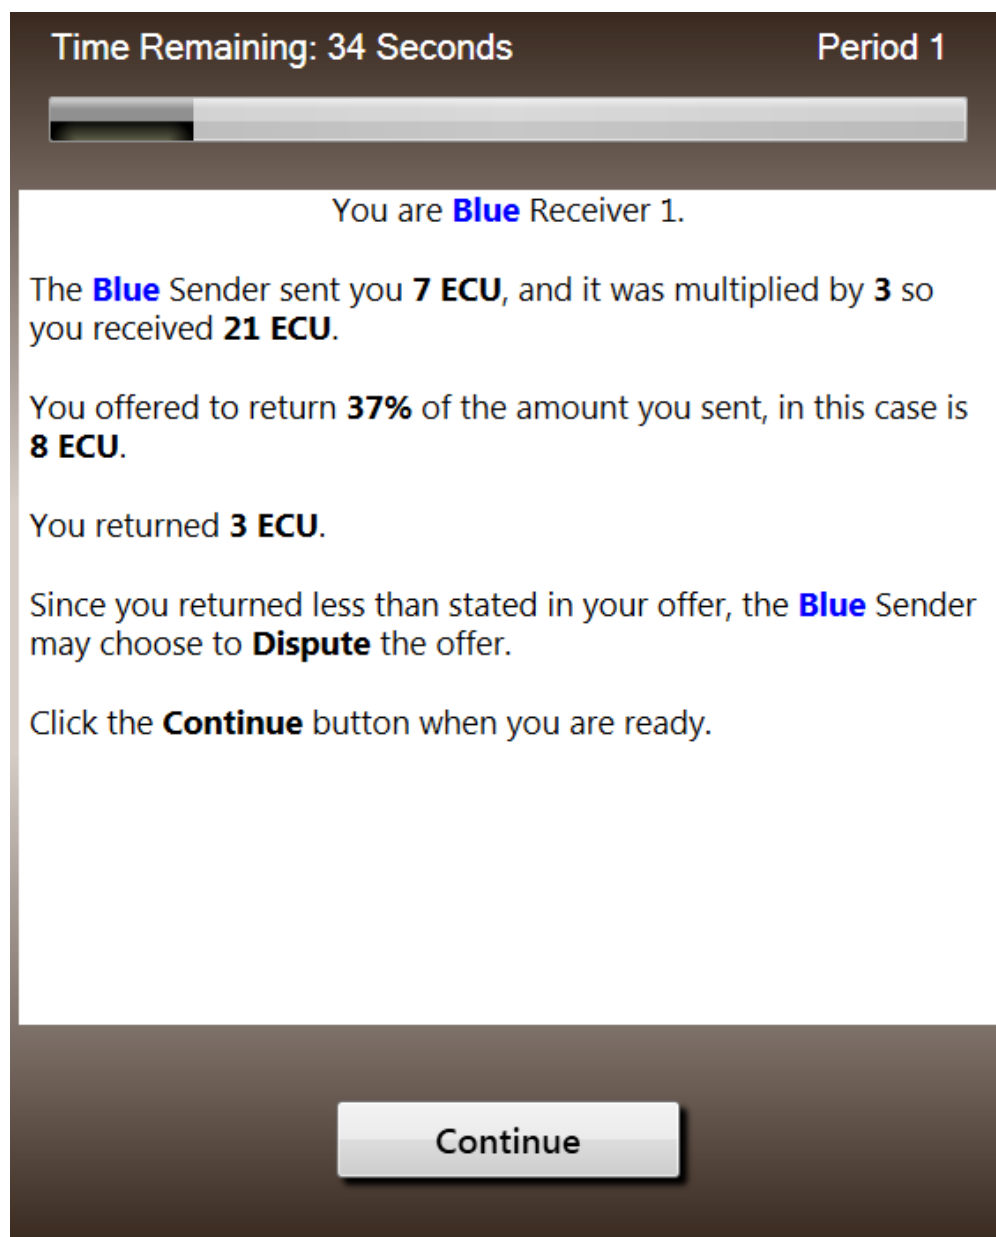 Time Remaining: 34 Seconds Period 1
You are Blue Receiver 1.
The Blue Sender sent you 7 ECU, and it was multiplied by 3 so
you received 21 ECU.
You offered to return 37% of the amount you sent, in this case is
8 ECU.
You returned 3 ECU.
Since you returned less than stated in your offer, the Blue Sender
may choose to Dispute the offer.
Click the Continue button when you are ready.
Continue